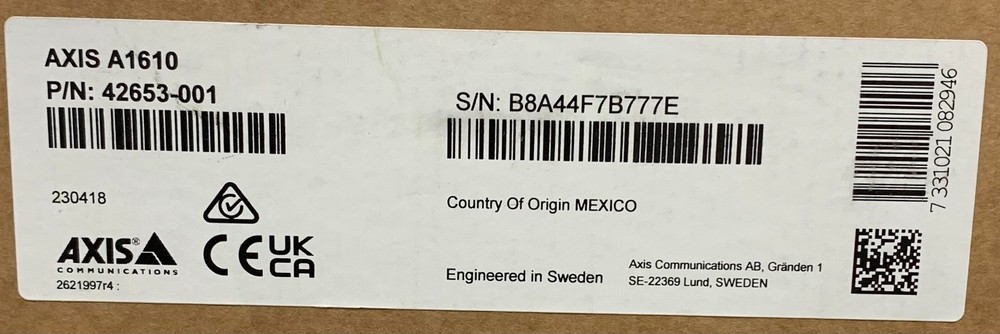 AXIS A1610
P/N: 42653-001
S/N: B8A44F7B777E
7 331021 082946
230418
Country Of Origin MEXICO
AXIS®
COMMUNICATIONS
CE UK
CA
2621997r4 :
Engineered in Sweden
Axis Communications AB, Gränden 1
SE-22369 Lund, SWEDEN